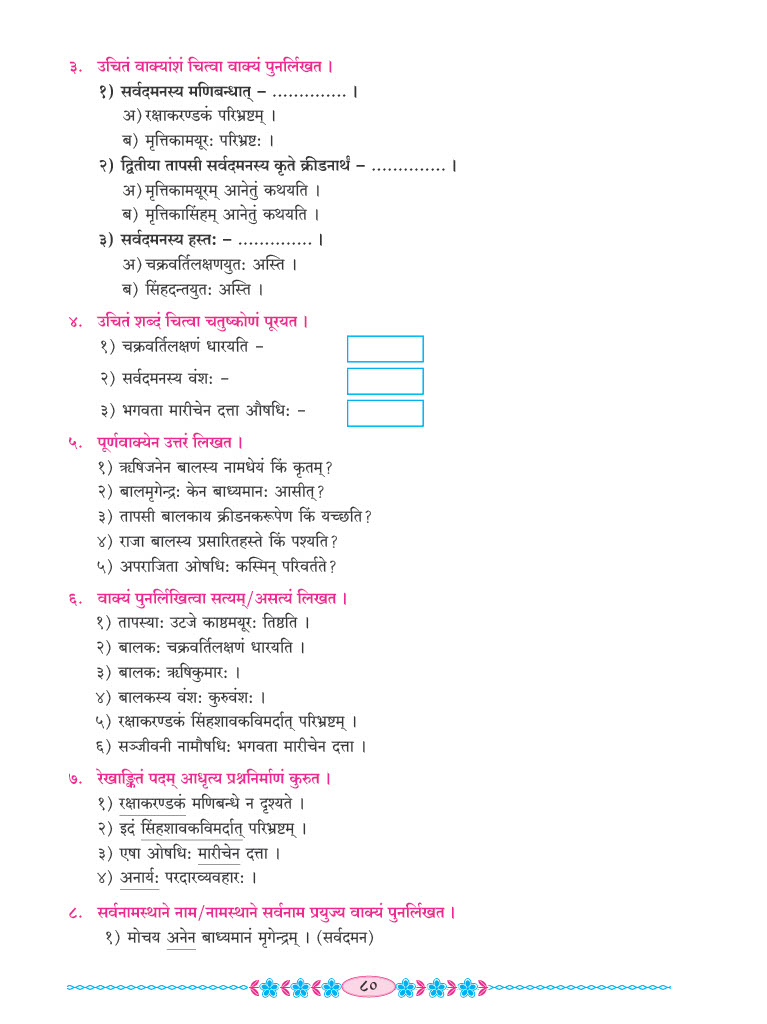 ३. उचितं वाक्यांशं चित्वा वाक्यं पुनर्लिखत ।
१) सर्वदमनस्य मणिबन्धात् – .............. ।
अ) रक्षाकरण्डकं परिभ्रष्टम् ।
ब) मृत्तिकामयूरः परिभ्रष्टः ।
२) द्वितीया तापसी सर्वदमनस्य कृते क्रीडनार्थं – .............. ।
अ) मृत्तिकामयूरम् आनेतुं कथयति ।
ब) मृत्तिकासिंहम् आनेतुं कथयति ।
३) सर्वदमनस्य हस्तः – .............. ।
अ) चक्रवर्तिलक्षणयुतः अस्ति ।
ब) सिंहदन्तयुतः अस्ति ।
४. उचितं शब्दं चित्वा चतुष्कोणं पूरयत ।
१) चक्रवर्तिलक्षणं धारयति –
२) सर्वदमनस्य वंशः –
३) भगवता मारीचेन दत्ता औषधिः –
५. पूर्णवाक्येन उत्तरं लिखत ।
१) ऋषिजनेन बालस्य नामधेयं किं कृतम्?
२) बालमृगेन्द्रः केन बाध्यमानः आसीत्?
३) तापसी बालकाय क्रीडनकरूपेण किं यच्छति?
४) राजा बालस्य प्रसारितहस्ते किं पश्यति?
५) अपराजिता ओषधिः कस्मिन् परिवर्तते?
६. वाक्यं पुनर्लिखित्वा सत्यम्/असत्यं लिखत ।
१) तापस्याः उटजे काष्ठमयूरः तिष्ठति ।
२) बालकः चक्रवर्तिलक्षणं धारयति ।
३) बालकः ऋषिकुमारः ।
४) बालकस्य वंशः कुरुवंशः ।
५) रक्षाकरण्डकं सिंहशावकविमर्दात् परिभ्रष्टम् ।
६) सञ्जीवनी नामौषधिः भगवता मारीचेन दत्ता ।
७. रेखाङ्कितं पदम् आधृत्य प्रश्ननिर्माणं कुरुत ।
१) रक्षाकरण्डकं मणिबन्धे न दृश्यते ।
२) इदं सिंहशावकविमर्दात् परिभ्रष्टम् ।
३) एषा ओषधिः मारीचेन दत्ता ।
४) अनार्यः परदारव्यवहारः ।
८. सर्वनामस्थाने नाम/नामस्थाने सर्वनाम प्रयुज्य वाक्यं पुनर्लिखत ।
१) मोचय अनेन बाध्यमानं मृगेन्द्रम् । (सर्वदमन)
८०